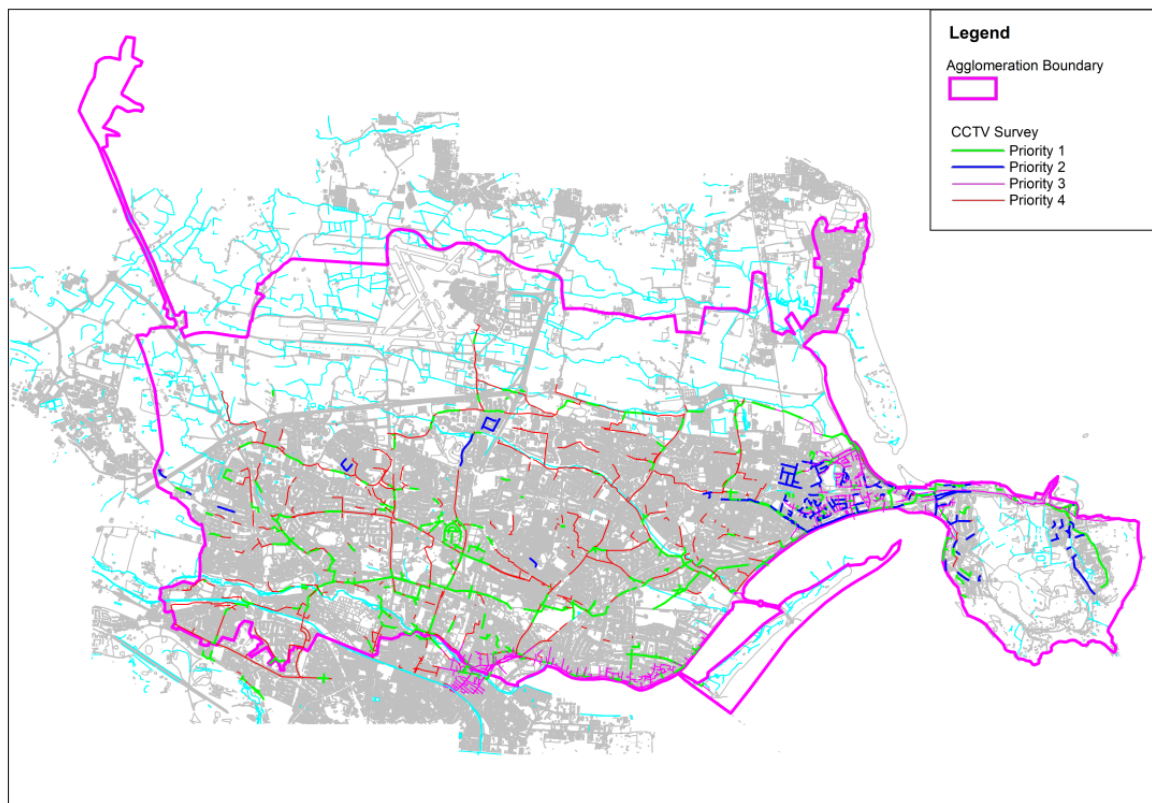 Legend
Agglomeration Boundary
CCTV Survey
Priority 1
Priority 2
Priority 3
Priority 4